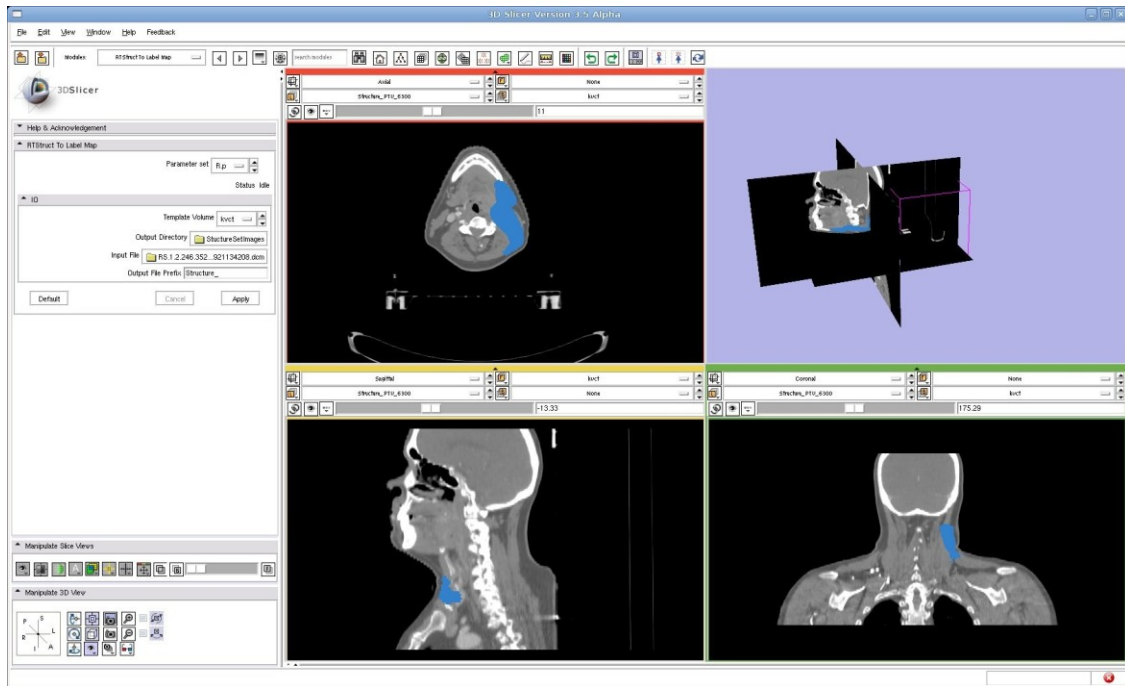 3D Slicer Version 3.5 Alpha
File Edit View Window Help Feedback
Modules RTStruct To Label Map search modules
3DSlicer
Help & Acknowledgement
RTStruct To Label Map
Parameter set R.p
Status Idle
IO
Template Volume kvct
Output Directory StuctureSetImages
Input File RS.1.2.246.352...921134208.dcm
Output File Prefix Structure_
Default Cancel Apply
Manipulate Slice Views
Manipulate 3D View
P S
R L
I A
Axial None
Structure_PTV_6300 kvct
11
Sagittal kvct
Structure_PTV_6300 None
-13.33
Coronal None
Structure_PTV_6300 kvct
175.29